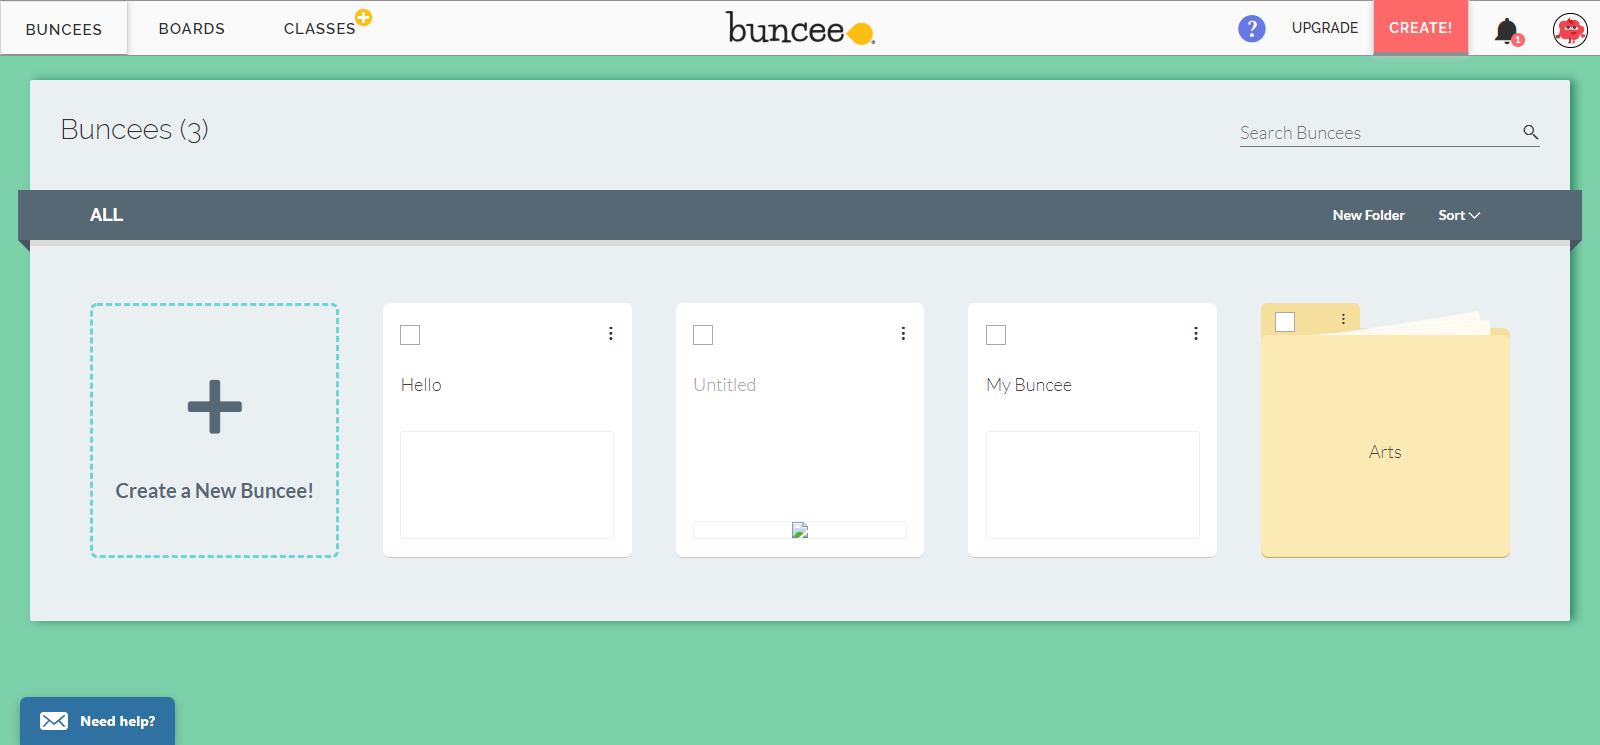 BUNCEES
BOARDS
CLASSES
buncee
?
UPGRADE
CREATE!
1
Buncees (3)
Search Buncees
ALL
New Folder
Sort
Create a New Buncee!
Hello
Untitled
My Buncee
Arts
Need help?